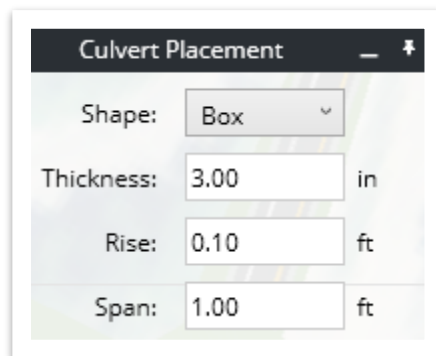 Culvert Placement
Shape: Box
Thickness: 3.00 in
Rise: 0.10 ft
Span: 1.00 ft